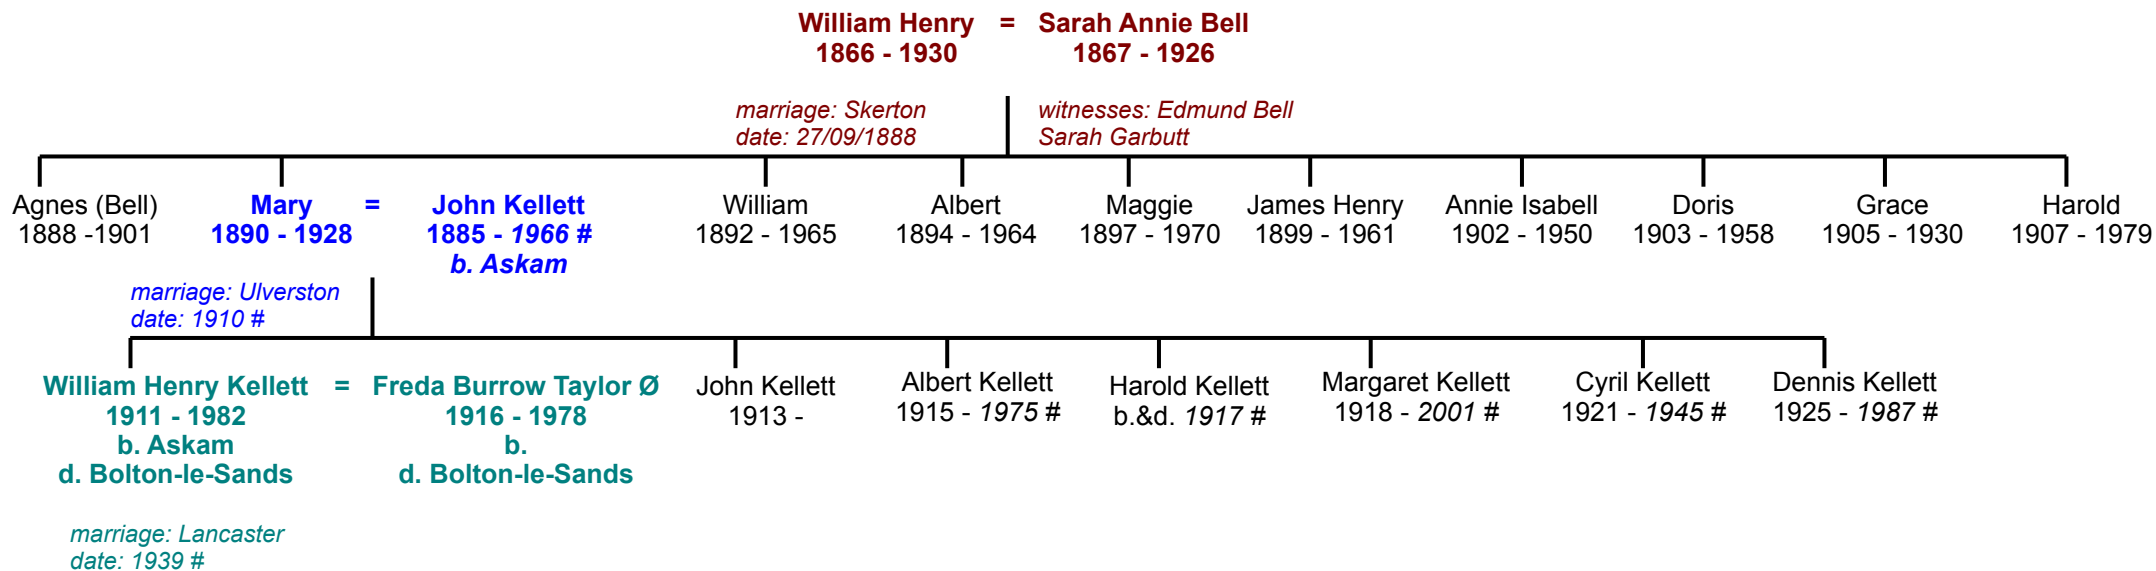 William Henry = Sarah Annie Bell
1866 - 1930 1867 - 1926
marriage: Skerton witnesses: Edmund Bell
date: 27/09/1888 Sarah Garbutt
Agnes (Bell) Mary = John Kellett William Albert Maggie James Henry Annie Isabell Doris Grace Harold
1888 -1901 1890 - 1928 1885 - 1966 # 1892 - 1965 1894 - 1964 1897 - 1970 1899 - 1961 1902 - 1950 1903 - 1958 1905 - 1930 1907 - 1979
b. Askam
marriage: Ulverston
date: 1910 #
William Henry Kellett = Freda Burrow Taylor Ø John Kellett Albert Kellett Harold Kellett Margaret Kellett Cyril Kellett Dennis Kellett
1911 - 1982 1916 - 1978 1913 - 1915 - 1975 # b.&d. 1917 # 1918 - 2001 # 1921 - 1945 # 1925 - 1987 #
b. Askam b.
d. Bolton-le-Sands d. Bolton-le-Sands
marriage: Lancaster
date: 1939 #